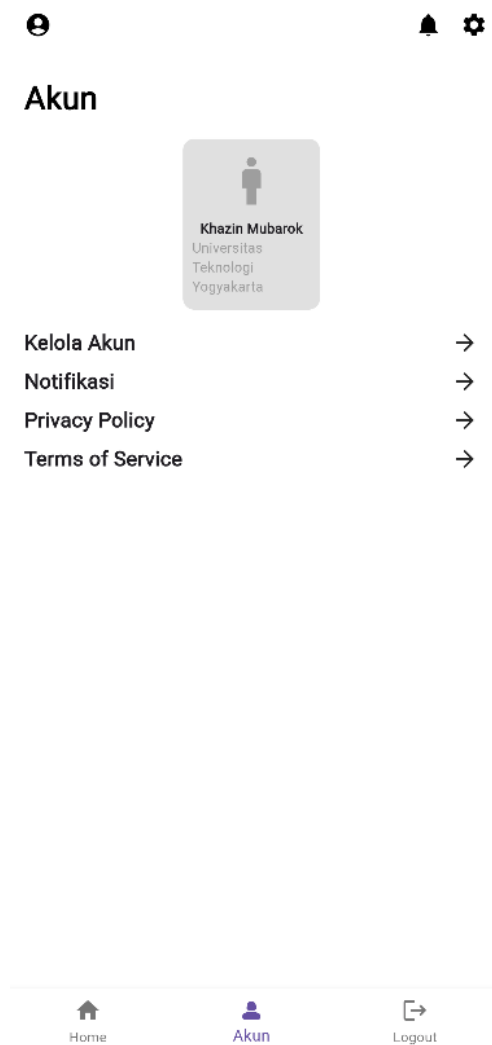 Akun
Khazin Mubarok
Universitas
Teknologi
Yogyakarta
Kelola Akun
Notifikasi
Privacy Policy
Terms of Service
Home
Akun
Logout